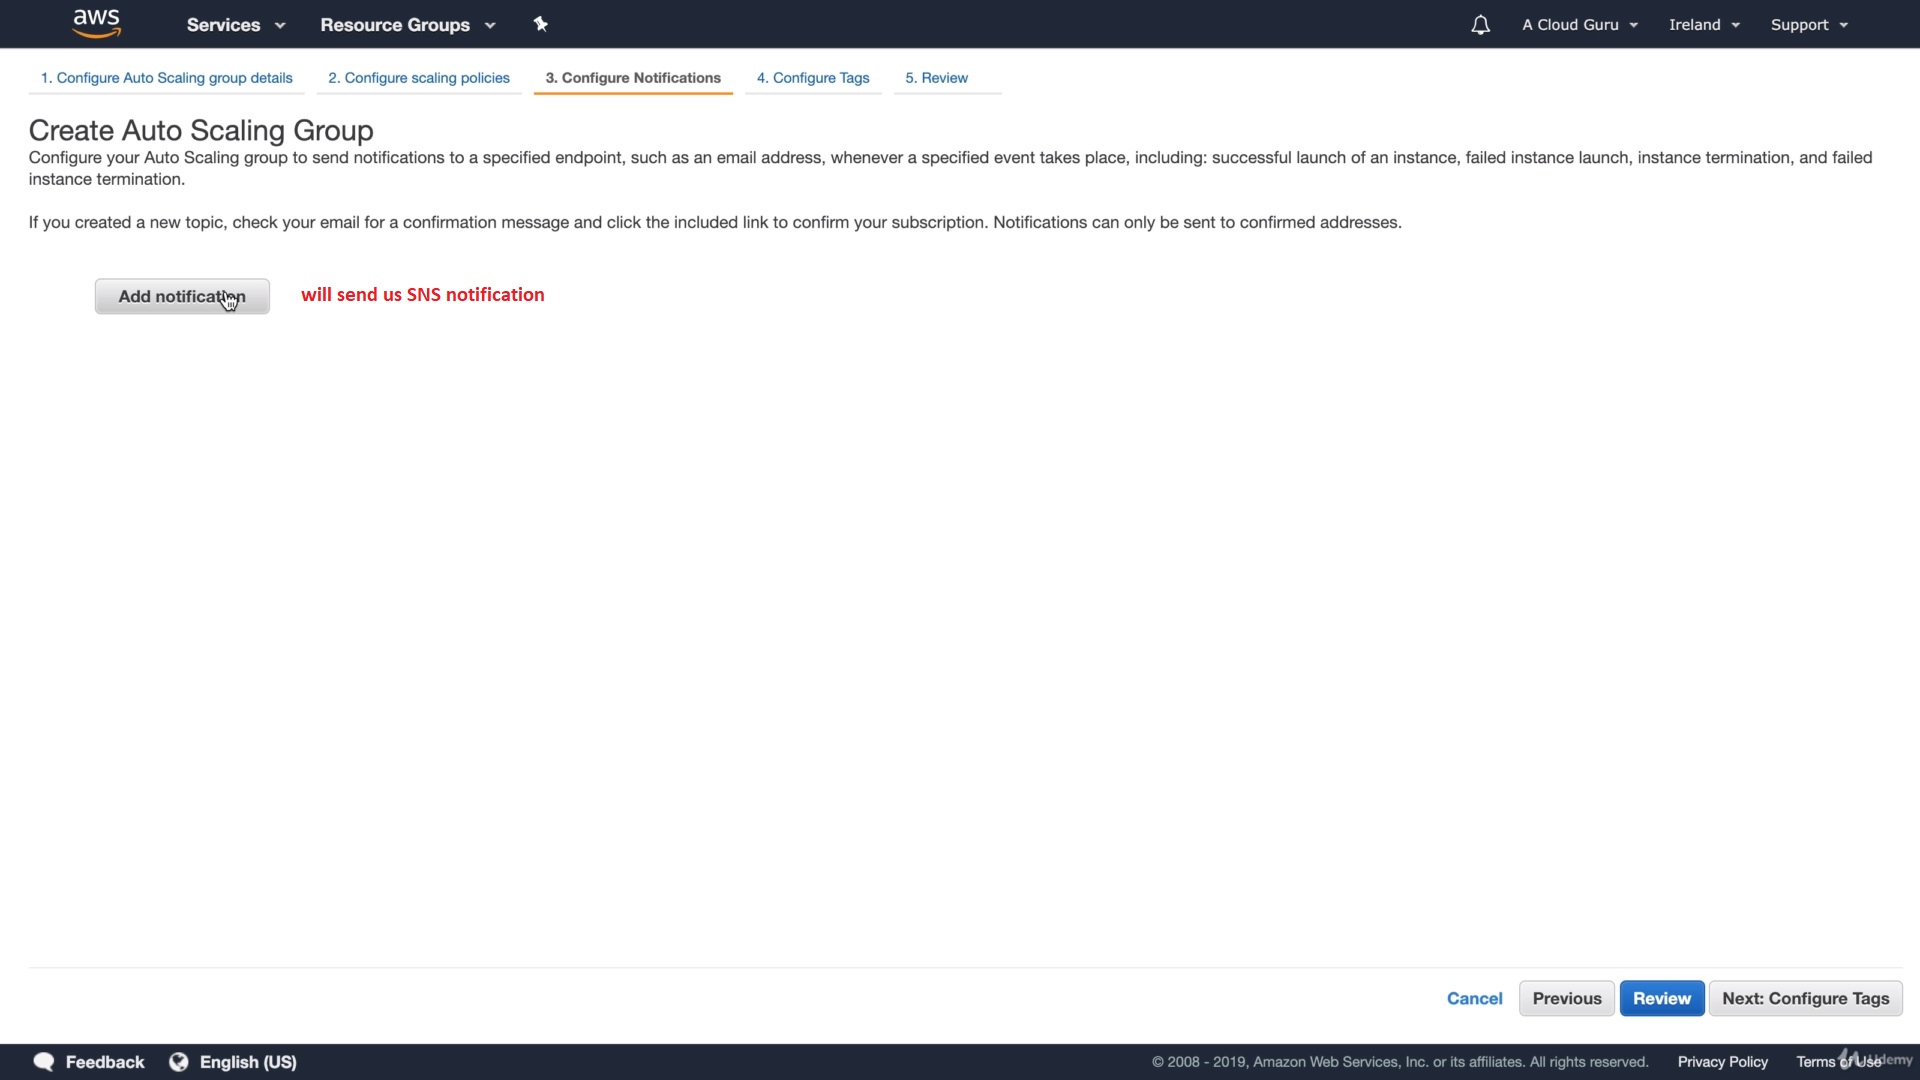 aws Services Resource Groups A Cloud Guru Ireland Support
1. Configure Auto Scaling group details 2. Configure scaling policies 3. Configure Notifications 4. Configure Tags 5. Review
Create Auto Scaling Group
Configure your Auto Scaling group to send notifications to a specified endpoint, such as an email address, whenever a specified event takes place, including: successful launch of an instance, failed instance launch, instance termination, and failed
instance termination.
If you created a new topic, check your email for a confirmation message and click the included link to confirm your subscription. Notifications can only be sent to confirmed addresses.
Add notification will send us SNS notification
Cancel Previous Review Next: Configure Tags
Feedback English (US) © 2008 - 2019, Amazon Web Services, Inc. or its affiliates. All rights reserved. Privacy Policy Terms of Use Udemy